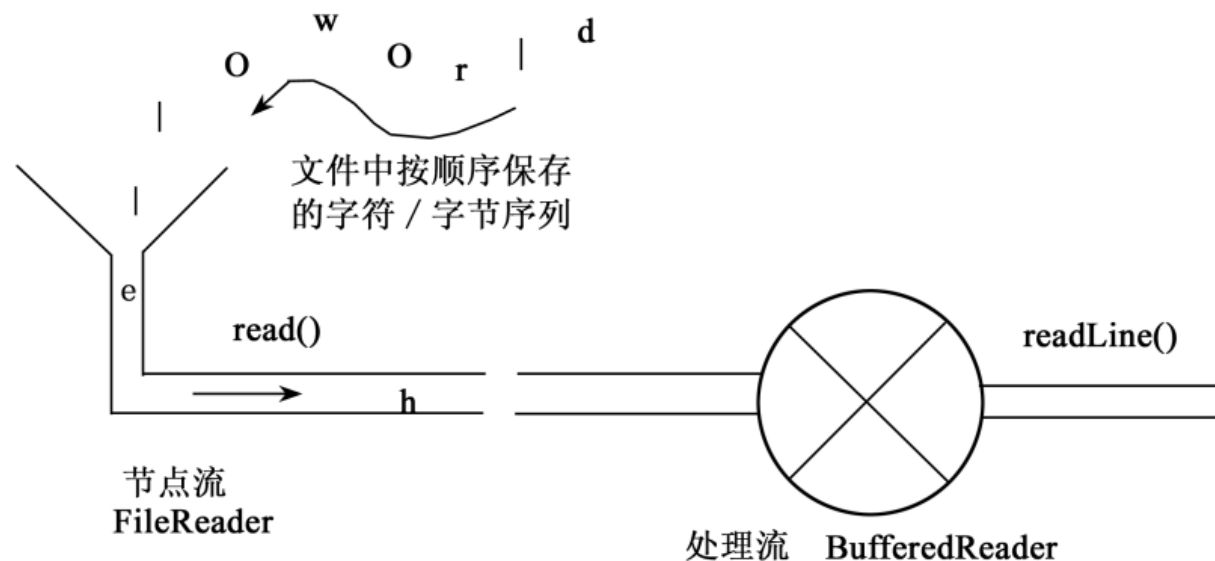 w O r | d
O
|
|
文件中按顺序保存
的字符 / 字节序列
e
read()
readLine()
h
节点流
FileReader
处理流 BufferedReader